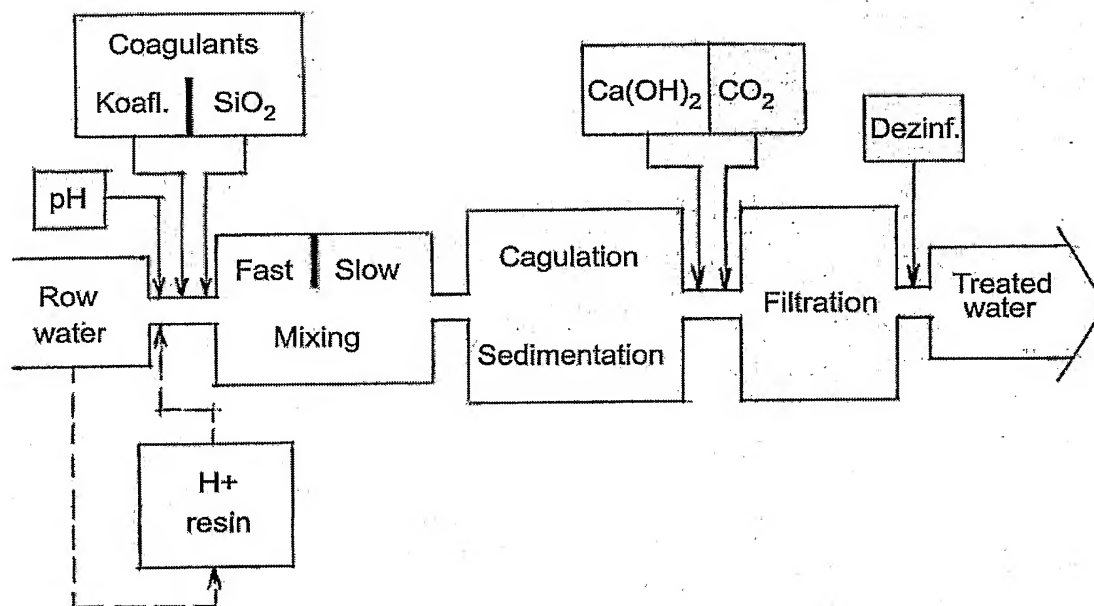 Coagulants
Koafl. SiO2
Ca(OH)2 CO2
Dezinf.
pH
Row
water
Fast Slow
Mixing
Cagulation
Sedimentation
Filtration
Treated
water
H+
resin